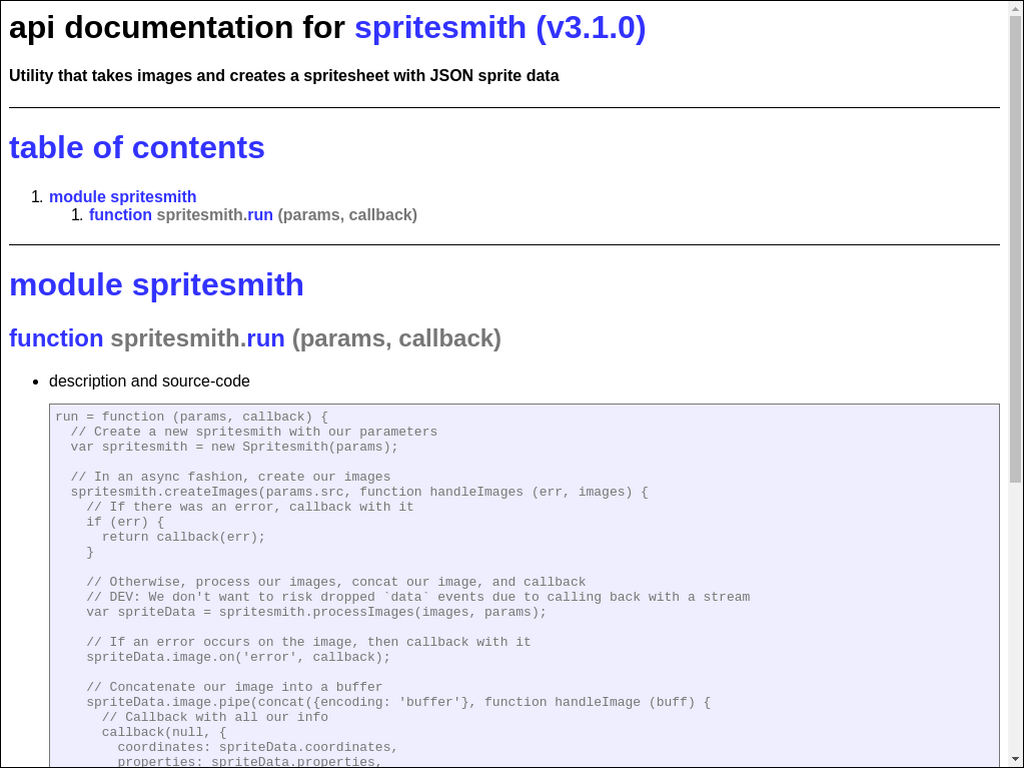 api documentation for spritesmith (v3.1.0)
Utility that takes images and creates a spritesheet with JSON sprite data
table of contents
1. module spritesmith
1. function spritesmith.run (params, callback)
module spritesmith
function spritesmith.run (params, callback)
• description and source-code
run = function (params, callback) {
  // Create a new spritesmith with our parameters
  var spritesmith = new Spritesmith(params);
  // In an async fashion, create our images
  spritesmith.createImages(params.src, function handleImages (err, images) {
    // If there was an error, callback with it
    if (err) {
      return callback(err);
    }
    // Otherwise, process our images, concat our image, and callback
    // DEV: We don't want to risk dropped `data` events due to calling back with a stream
    var spriteData = spritesmith.processImages(images, params);
    // If an error occurs on the image, then callback with it
    spriteData.image.on('error', callback);
    // Concatenate our image into a buffer
    spriteData.image.pipe(concat({encoding: 'buffer'}, function handleImage (buff) {
      // Callback with all our info
      callback(null, {
        coordinates: spriteData.coordinates,
        properties: spriteData.properties,